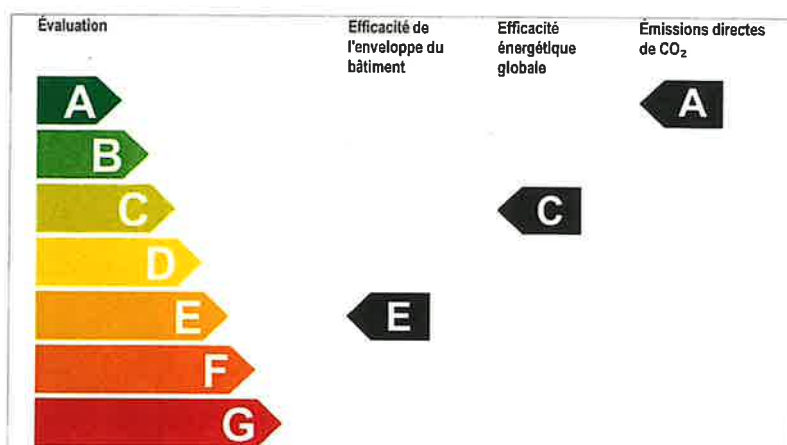 Évaluation
Efficacité de
l'enveloppe du
bâtiment
Efficacité
énergétique
globale
Émissions directes
de CO₂
A
A
B
C
C
D
E
E
F
G